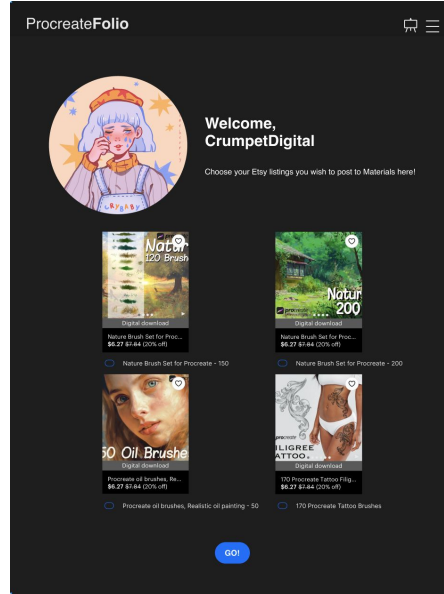 ProcreateFolio
Welcome,
CrumpetDigital
Choose your Etsy listings you wish to post to Materials here!
CRYBABY
Natur
120 Brush
Digital download
Nature Brush Set for Proc...
$6.27 $7.84 (20% off)
Nature Brush Set for Procreate - 150
procreate
Natur
200
Digital download
Nature Brush Set for Proc...
$6.27 $7.84 (20% off)
Nature Brush Set for Procreate - 200
50 Oil Brushe
Digital download
Procreate oil brushes, Re...
$6.27 $7.84 (20% off)
Procreate oil brushes, Realistic oil painting - 50
procreate
ILIGREE
ATTOO
Digital download
170 Procreate Tattoo Filig...
$6.27 $7.84 (20% off)
170 Procreate Tattoo Brushes
GO!